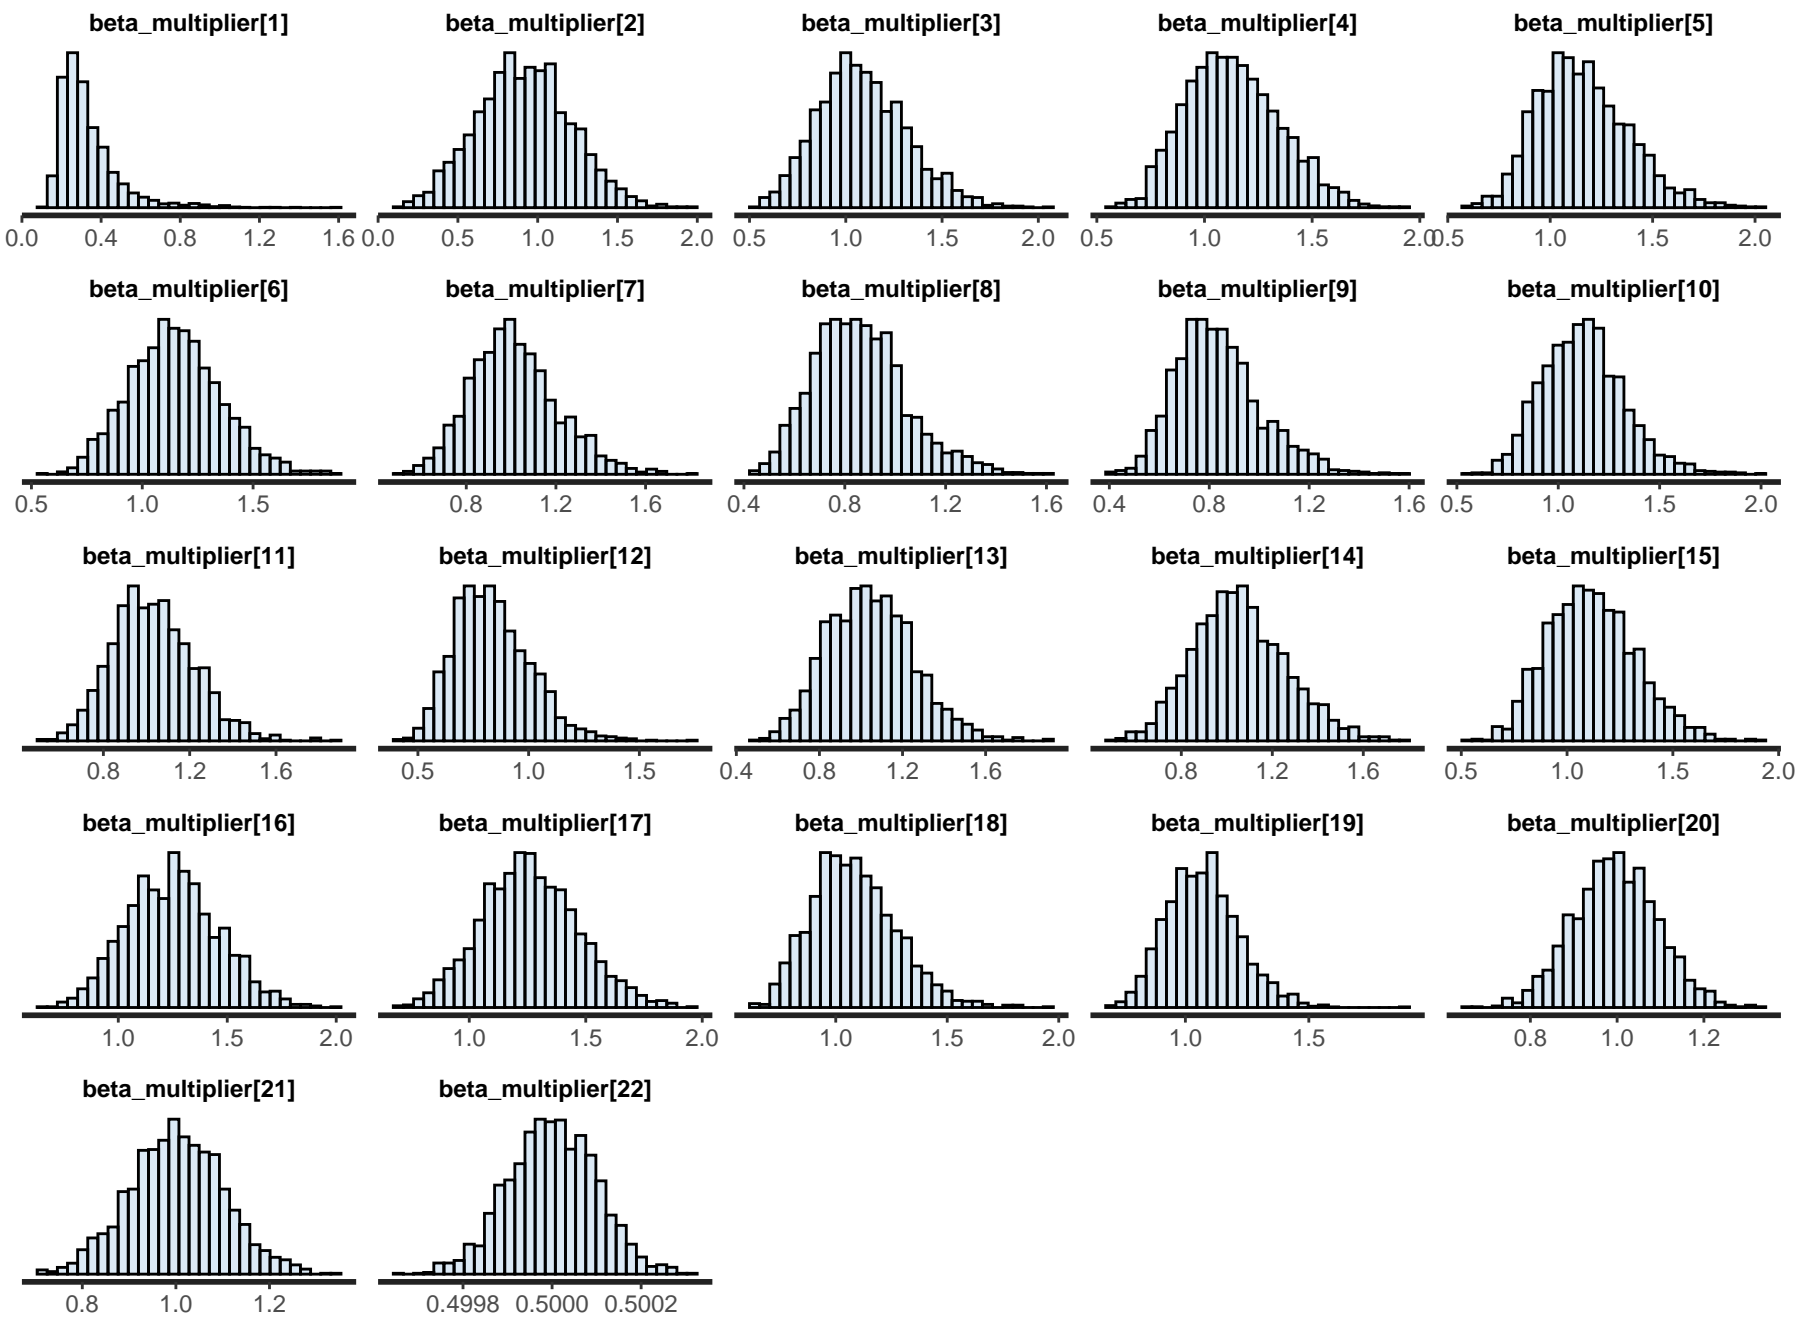 beta_multiplier[1] beta_multiplier[2] beta_multiplier[3] beta_multiplier[4] beta_multiplier[5]
0.0 0.4 0.8 1.2 1.6 0.0 0.5 1.0 1.5 2.0 0.5 1.0 1.5 2.0 0.5 1.0 1.5 2.0 0.5 1.0 1.5 2.0
beta_multiplier[6] beta_multiplier[7] beta_multiplier[8] beta_multiplier[9] beta_multiplier[10]
0.5 1.0 1.5 0.8 1.2 1.6 0.4 0.8 1.2 1.6 0.4 0.8 1.2 1.6 0.5 1.0 1.5 2.0
beta_multiplier[11] beta_multiplier[12] beta_multiplier[13] beta_multiplier[14] beta_multiplier[15]
0.8 1.2 1.6 0.5 1.0 1.5 0.4 0.8 1.2 1.6 0.8 1.2 1.6 0.5 1.0 1.5 2.0
beta_multiplier[16] beta_multiplier[17] beta_multiplier[18] beta_multiplier[19] beta_multiplier[20]
1.0 1.5 2.0 1.0 1.5 2.0 1.0 1.5 2.0 1.0 1.5 0.8 1.0 1.2
beta_multiplier[21] beta_multiplier[22]
0.8 1.0 1.2 0.4998 0.5000 0.5002